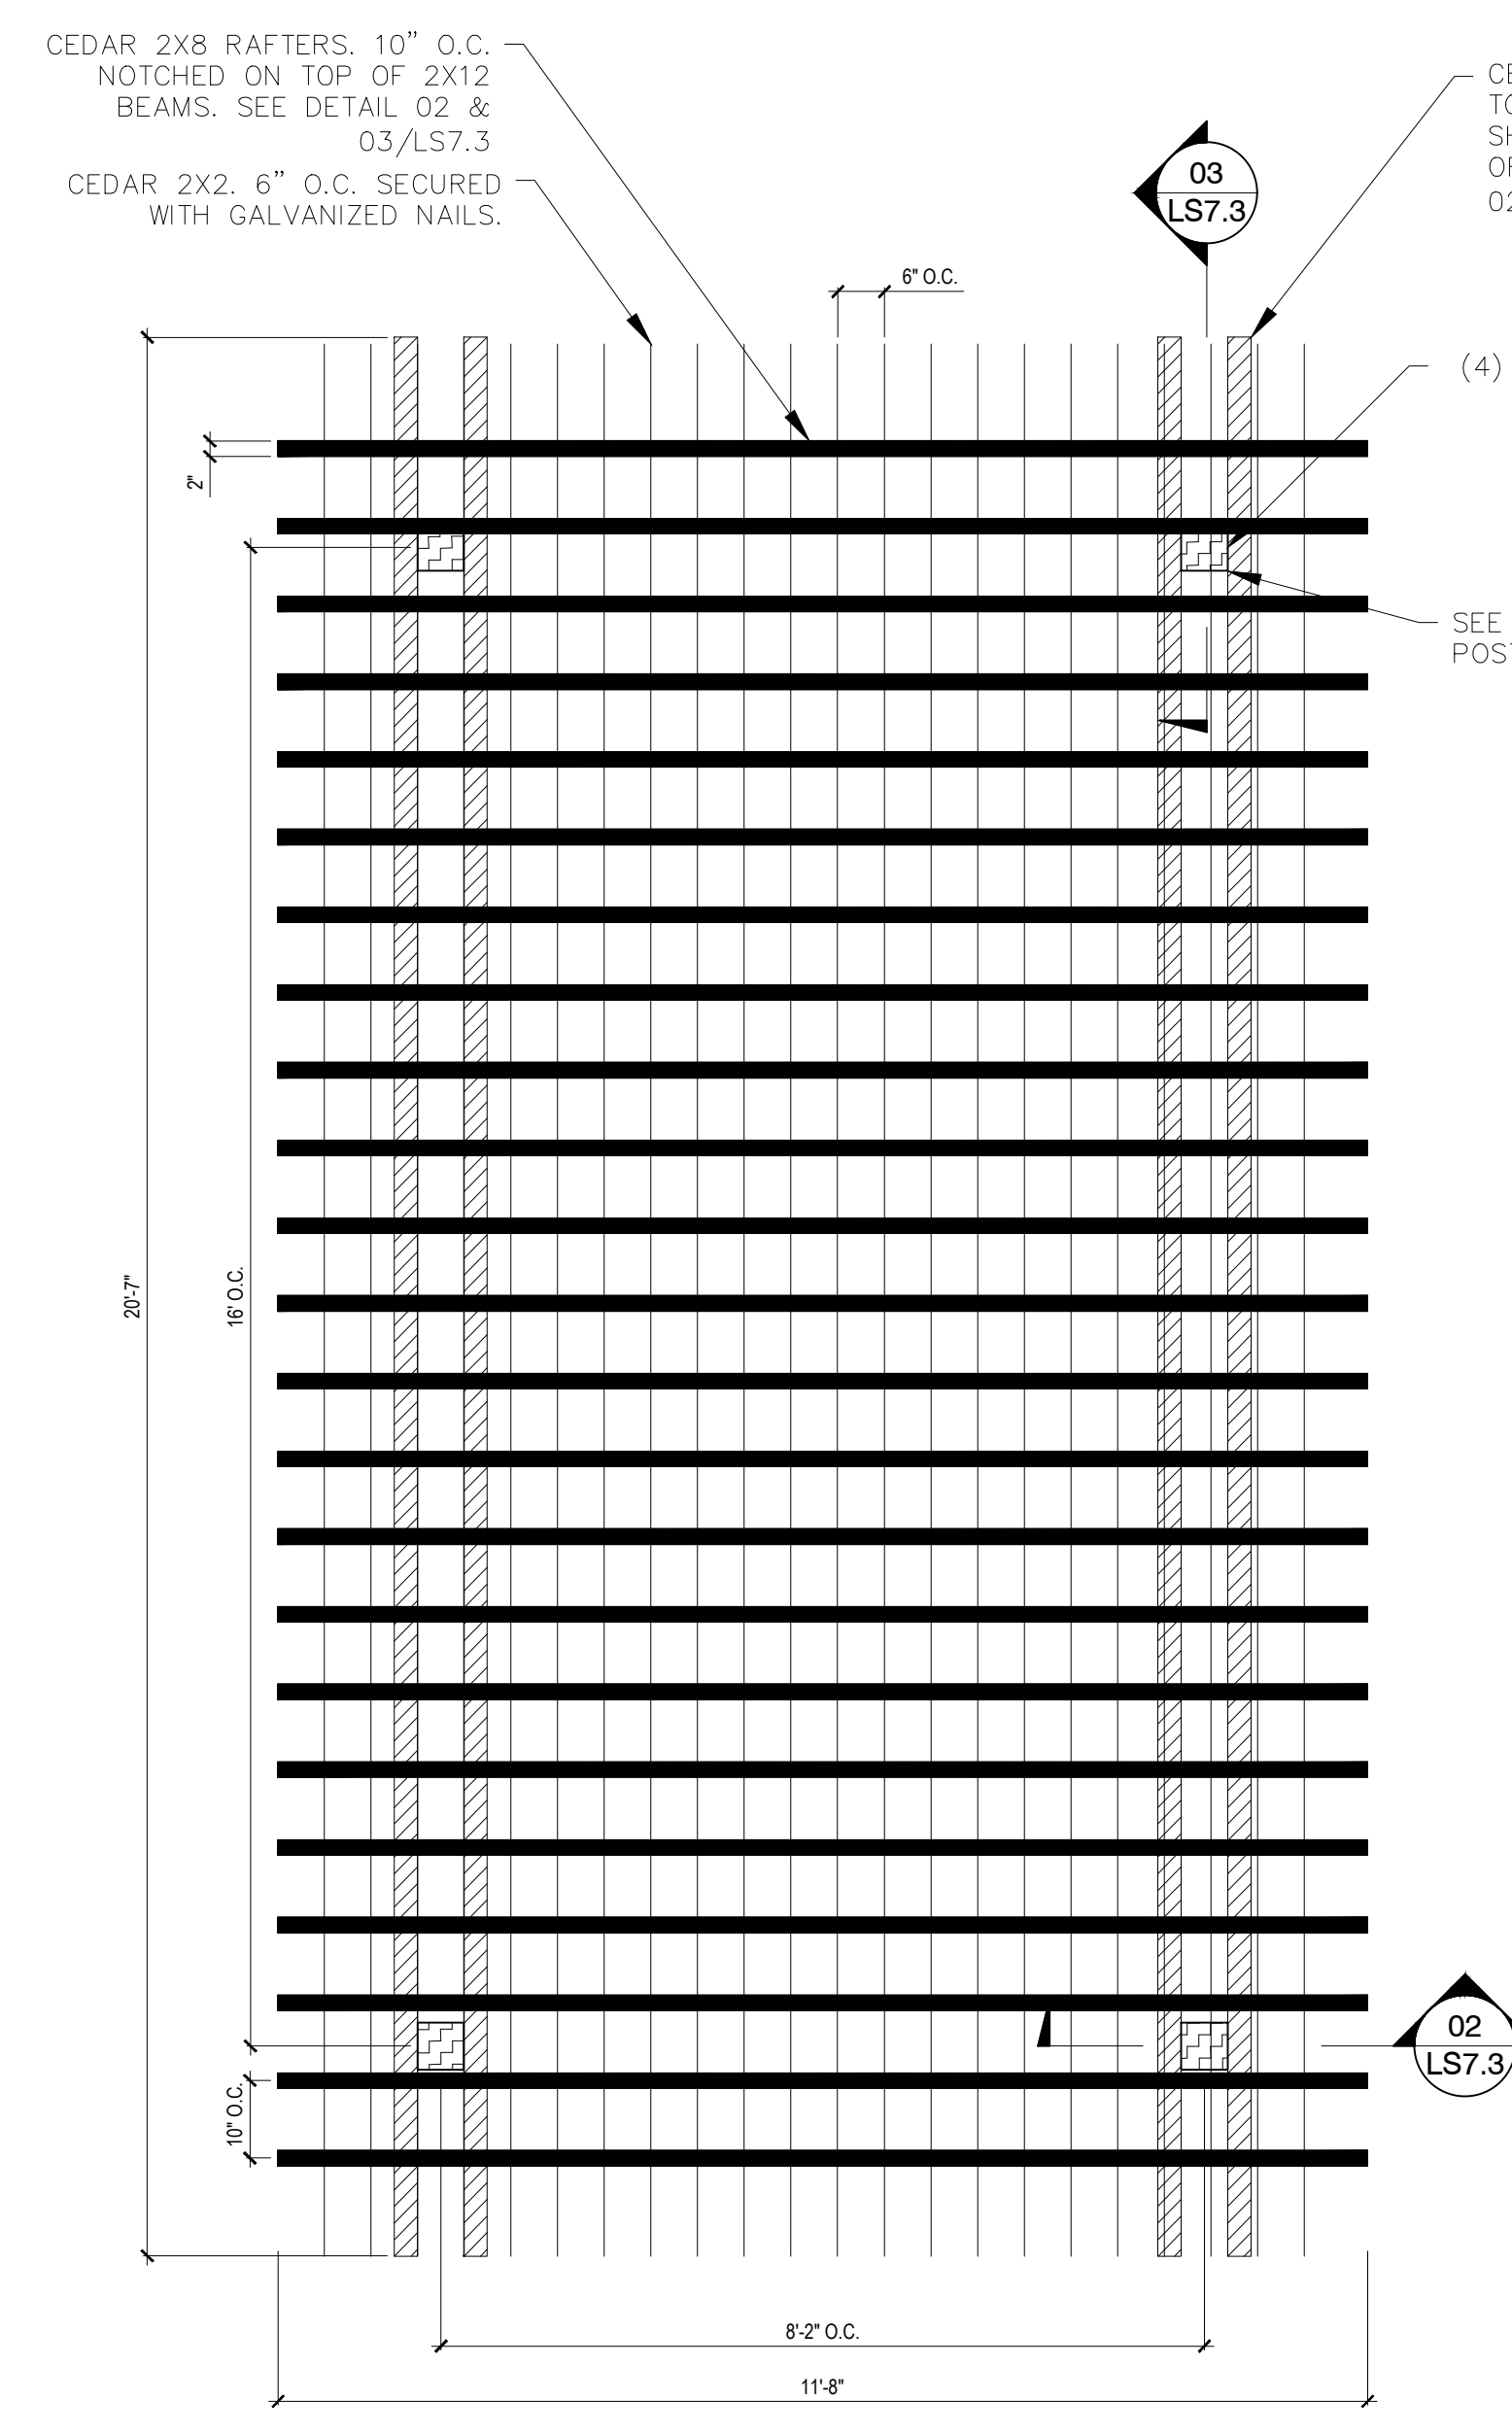 CEDAR 2X8 RAFTERS. 10” O.C.
NOTCHED ON TOP OF 2X12
BEAMS. SEE DETAIL 02 &
03/LS7.3
CEDAR 2X2. 6” O.C. SECURED
WITH GALVANIZED NAILS.
03
LS7.3
6" O.C.
(4)
2"
SEE
20'-7"
16' O.C.
10" O.C.
02
LS7.3
8'-2" O.C.
11'-8"